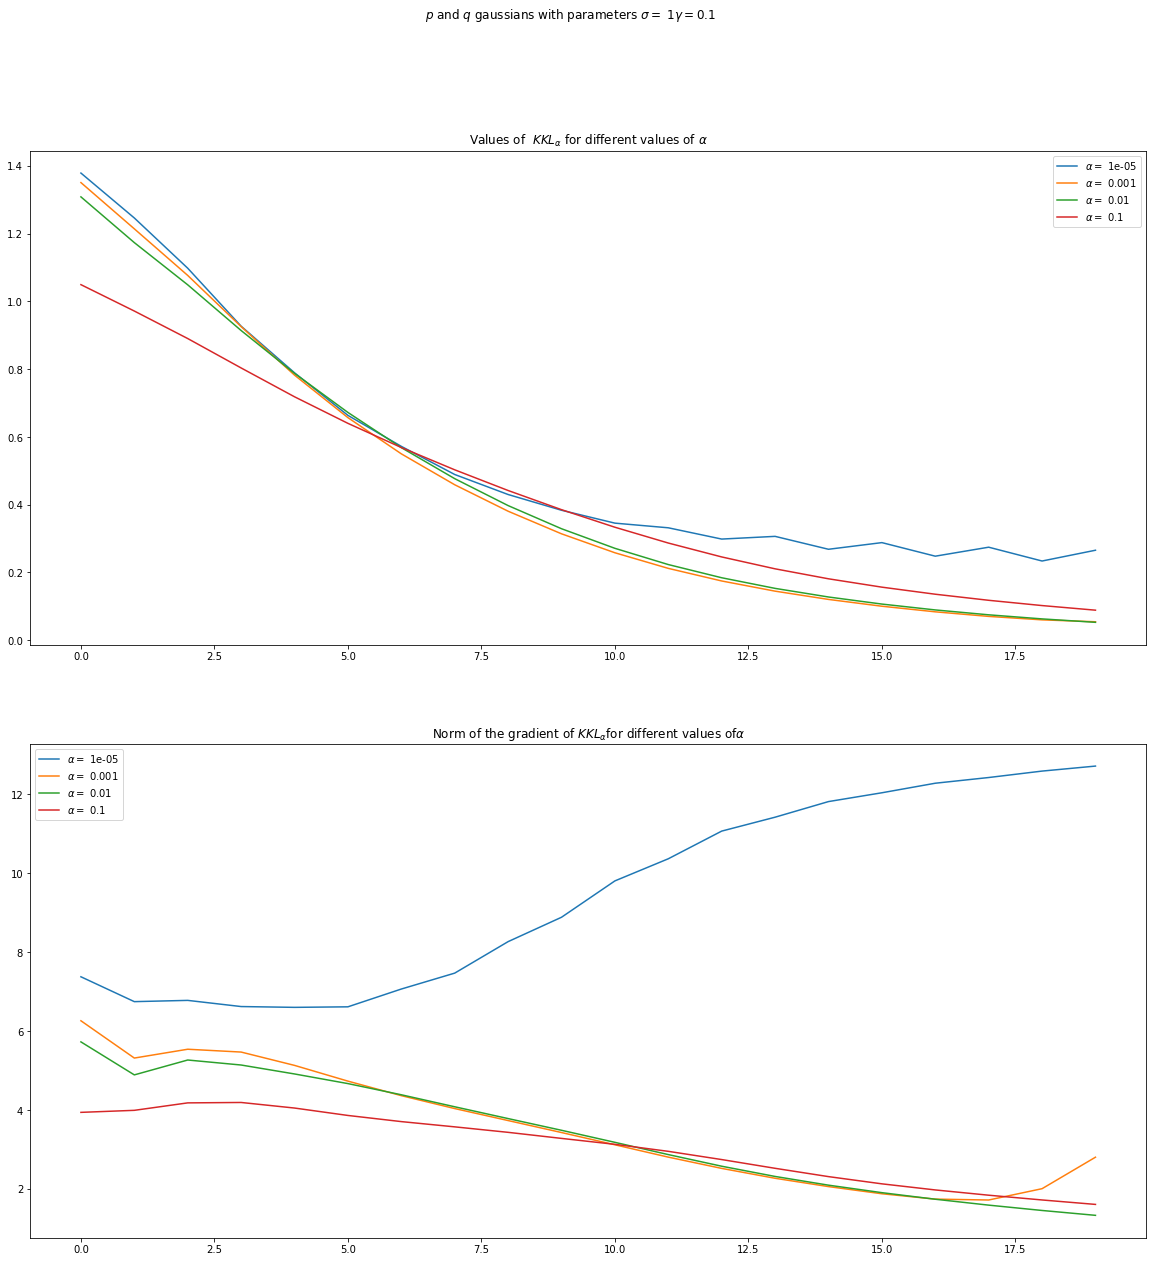 p and q gaussians with parameters σ = 1γ = 0.1
Values of KKLα for different values of α
1.4
1.2
1.0
0.8
0.6
0.4
0.2
0.0
α = 1e-05
α = 0.001
α = 0.01
α = 0.1
0.0 2.5 5.0 7.5 10.0 12.5 15.0 17.5
Norm of the gradient of KKLαfor different values ofα
α = 1e-05
α = 0.001
α = 0.01
α = 0.1
12
10
8
6
4
2
0.0 2.5 5.0 7.5 10.0 12.5 15.0 17.5